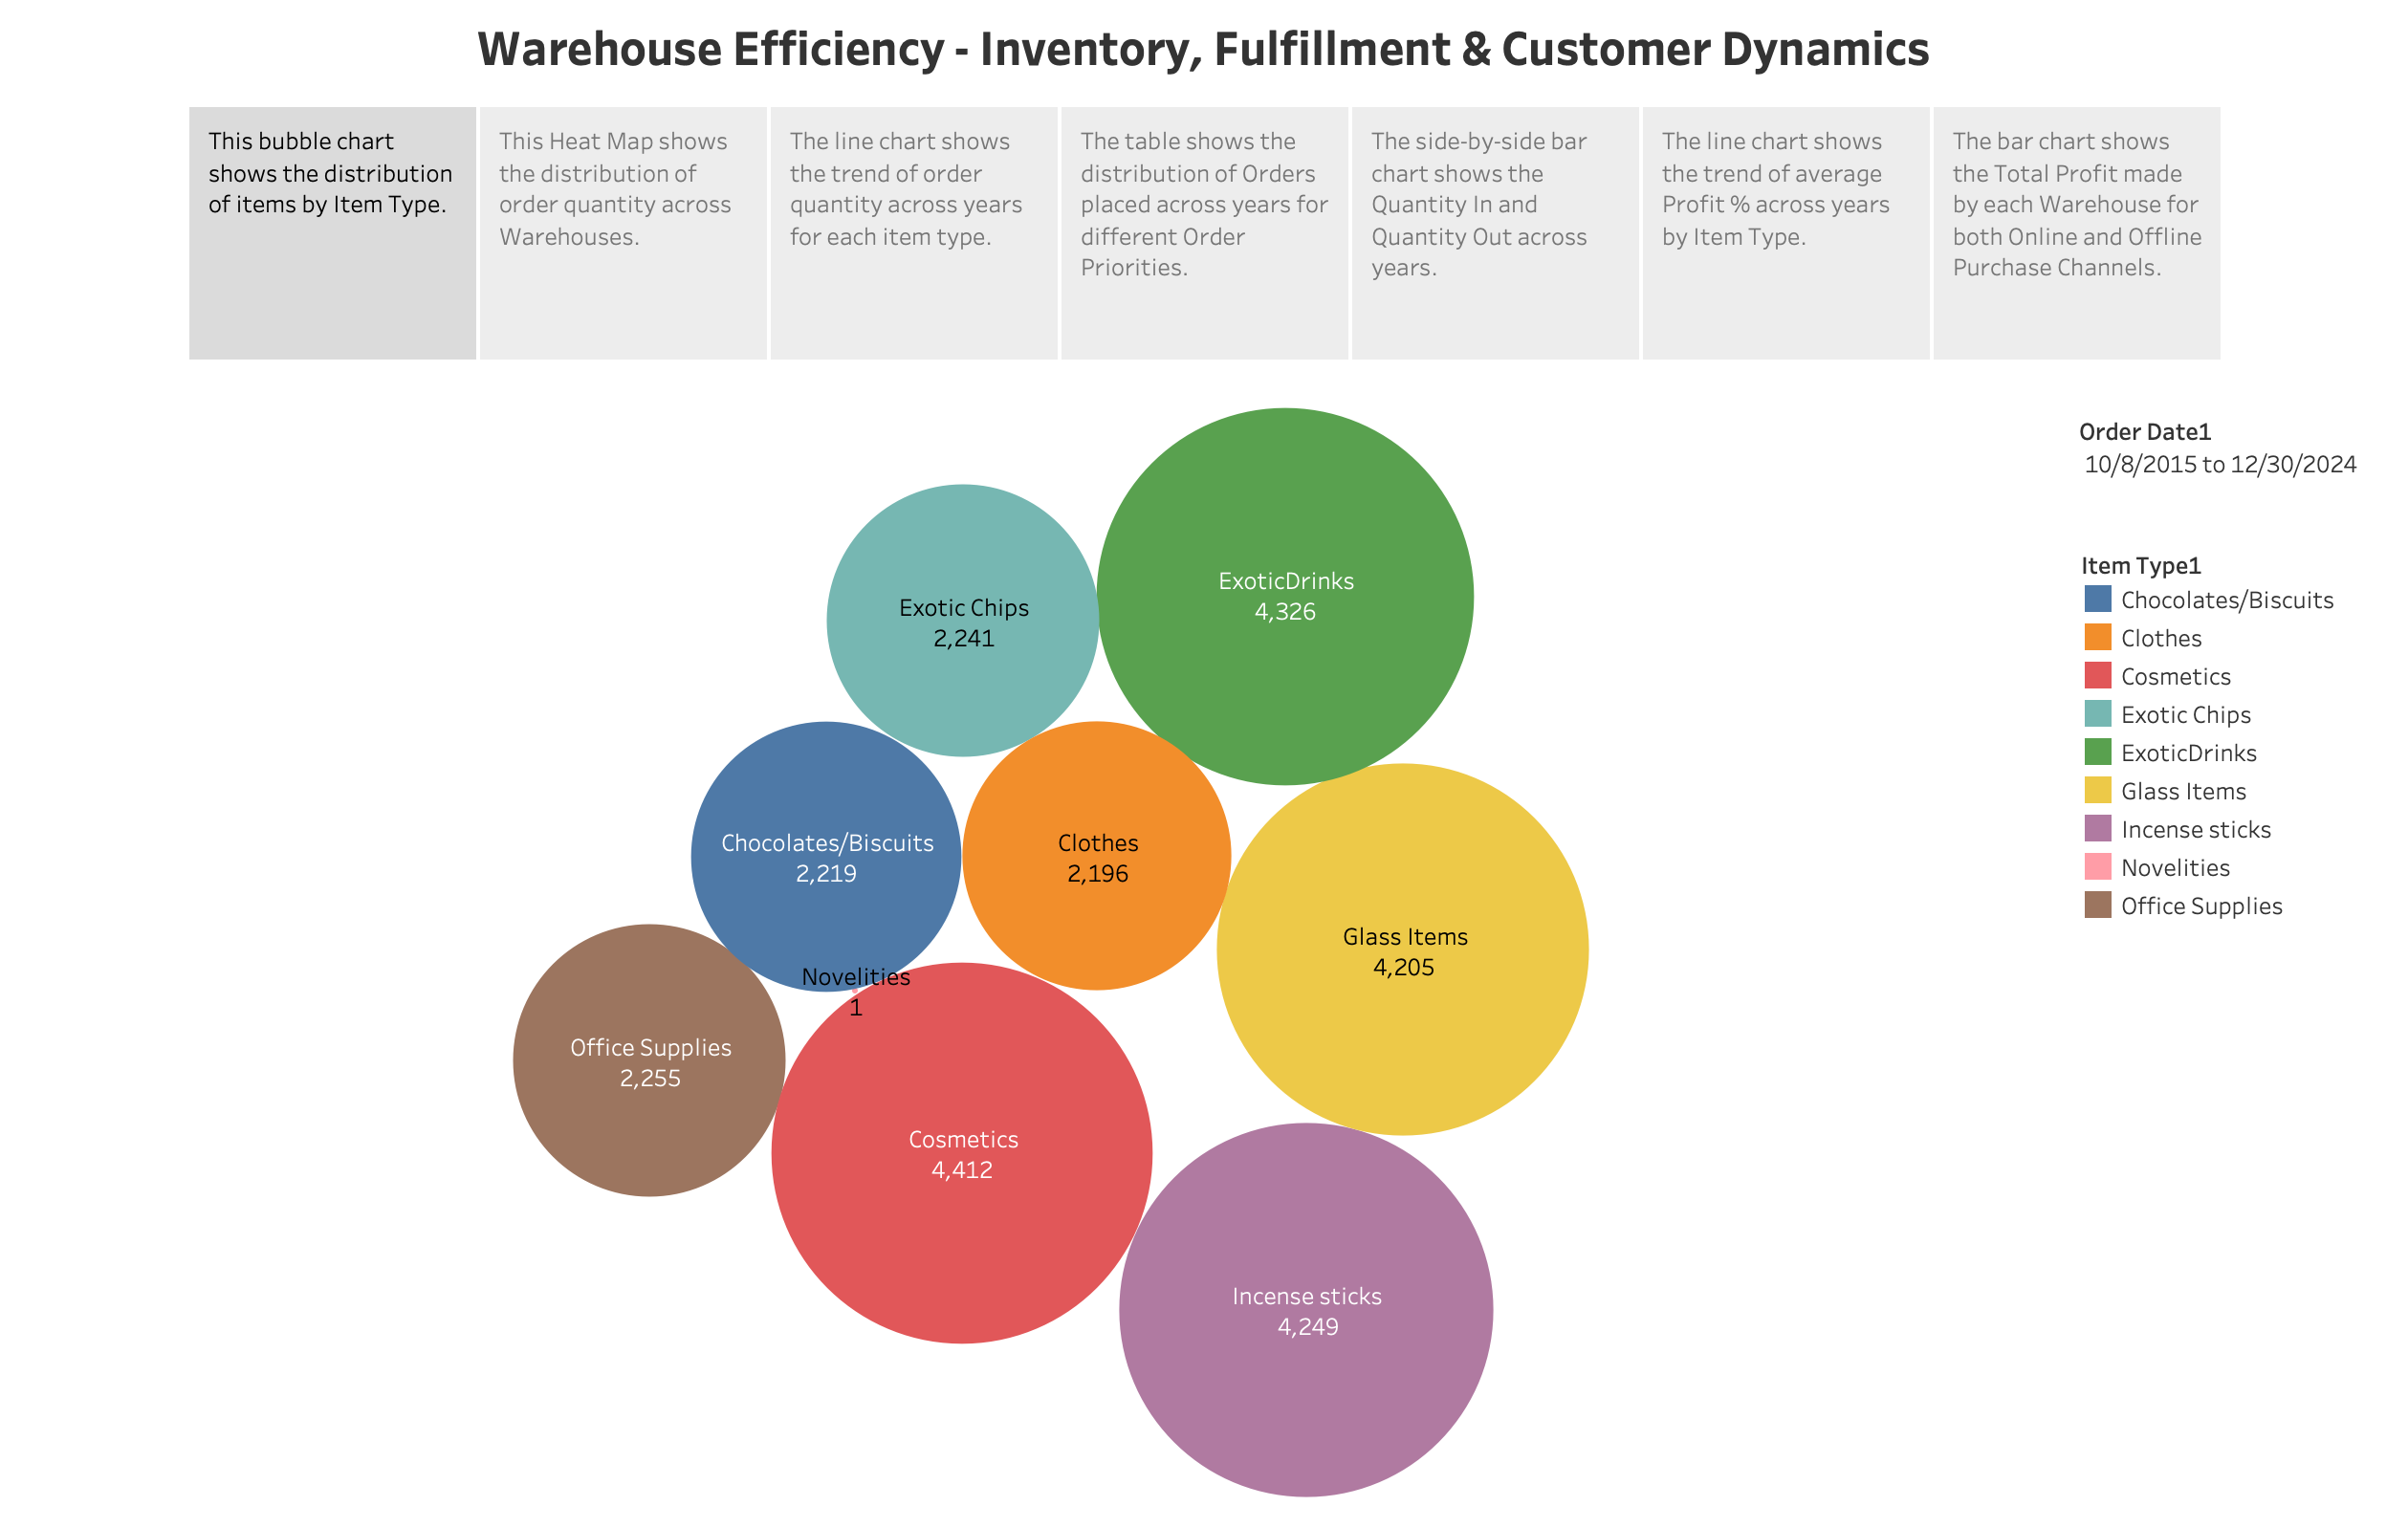 Warehouse Efficiency - Inventory, Fulfillment & Customer Dynamics
This bubble chart
shows the distribution
of items by Item Type.
This Heat Map shows
the distribution of
order quantity across
Warehouses.
The line chart shows
the trend of order
quantity across years
for each item type.
The table shows the
distribution of Orders
placed across years for
different Order
Priorities.
The side-by-side bar
chart shows the
Quantity In and
Quantity Out across
years.
The line chart shows
the trend of average
Profit % across years
by Item Type.
The bar chart shows
the Total Profit made
by each Warehouse for
both Online and Offline
Purchase Channels.
Order Date1
10/8/2015 to 12/30/2024
Item Type1
Chocolates/Biscuits
Clothes
Cosmetics
Exotic Chips
ExoticDrinks
Glass Items
Incense sticks
Novelities
Office Supplies
ExoticDrinks
4,326
Exotic Chips
2,241
Chocolates/Biscuits
2,219
Clothes
2,196
Glass Items
4,205
Novelities
1
Office Supplies
2,255
Cosmetics
4,412
Incense sticks
4,249